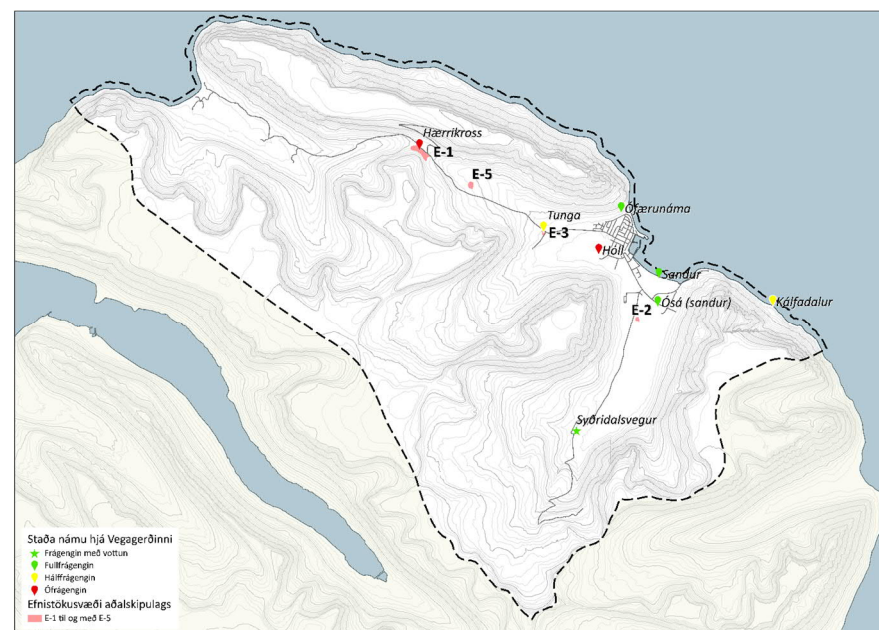 Hærrikross
E-1
E-5
Tunga
E-3
Ófærunáma
Hóll
Sandur
Ósá (sandur)
Kálfadalur
E-2
Syðridalsvegur
Staða námu hjá Vegagerðinni
Frágengin með vottun
Fullfrágengin
Hálffrágengin
Ófrágengin
Efnistökusvæði aðalskipulags
E-1 til og með E-5